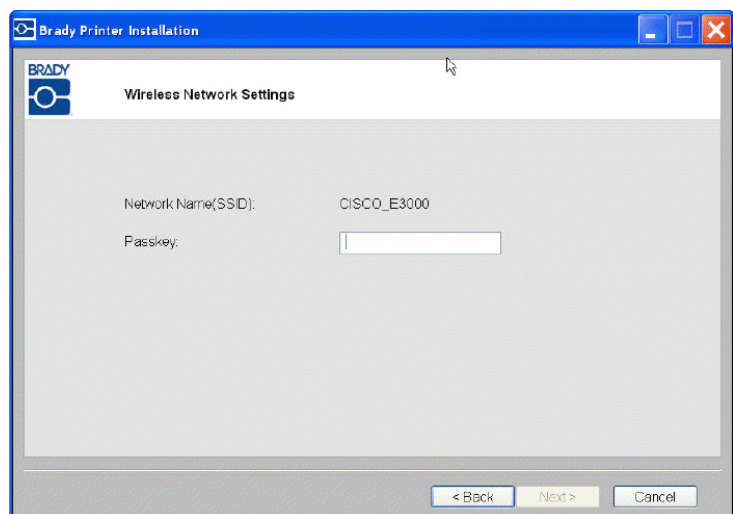 Brady Printer Installation
BRADY
Wireless Network Settings
Network Name(SSID): CISCO_E3000
Passkey:
< Back Next > Cancel